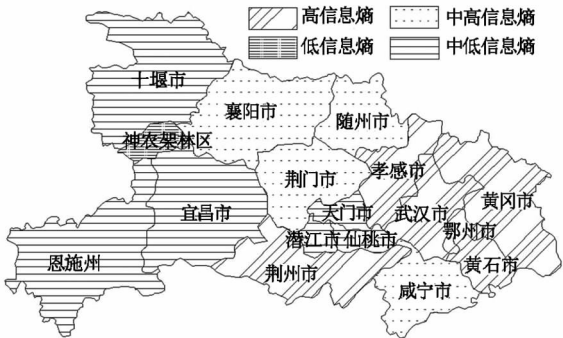 高信息熵 中高信息熵
低信息熵 中低信息熵
十堰市
襄阳市
随州市
神农架林区
荆门市
孝感市
黄冈市
宜昌市
天门市
武汉市
鄂州市
潜江市 仙桃市
恩施州
荆州市
黄石市
咸宁市